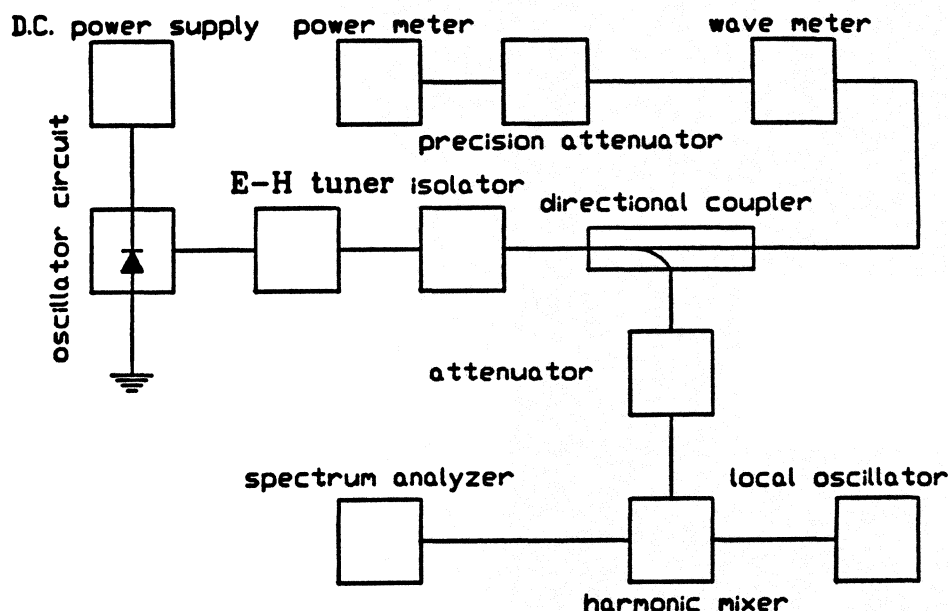 D.C. power supply
power meter
wave meter
precision attenuator
oscillator circuit
E-H tuner
isolator
directional coupler
attenuator
spectrum analyzer
local oscillator
harmonic mixer